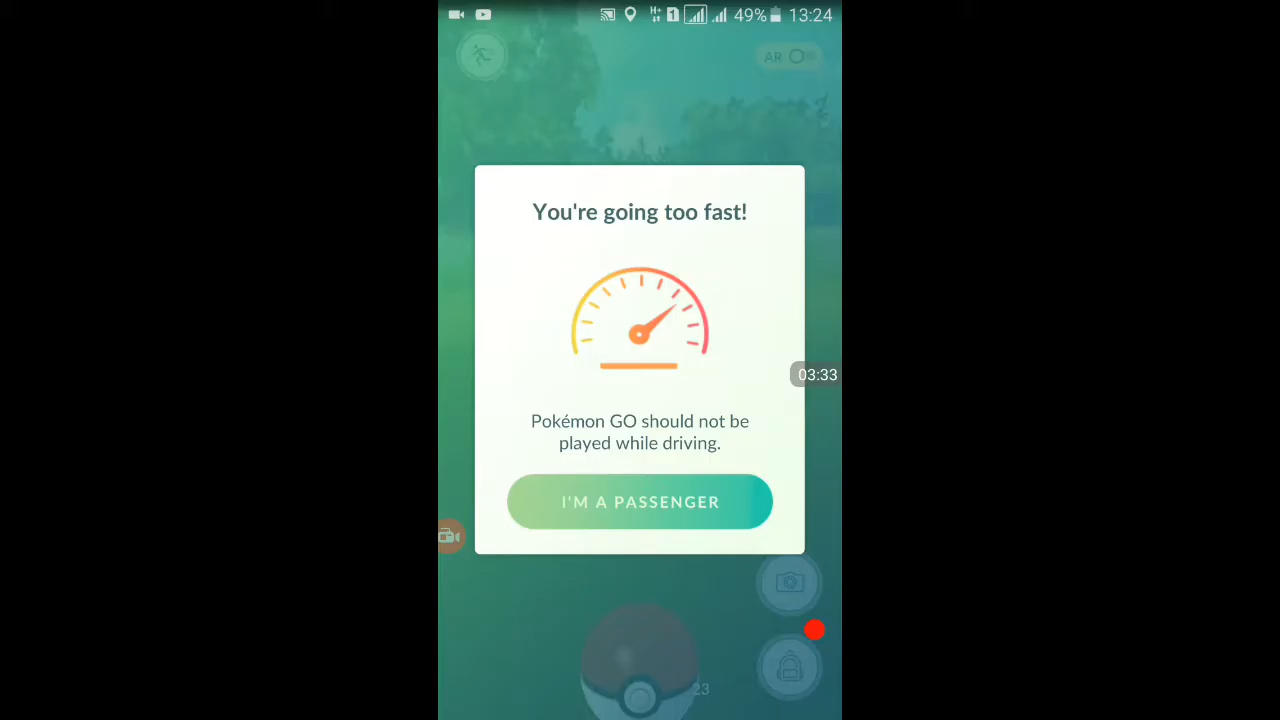 49% 13:24
AR
You're going too fast!
03:33
Pokémon GO should not be
played while driving.
I'M A PASSENGER
23